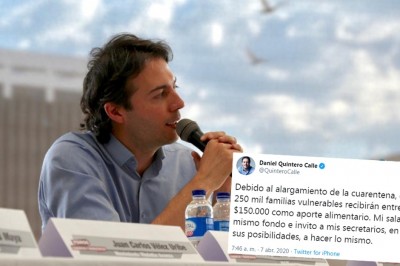 Daniel Quintero Calle
@QuinteroCalle
Debido al alargamiento de la cuarentena,
250 mil familias vulnerables recibirán entre
$150.000 como aporte alimentario. Mi sala
mismo fondo e invito a mis secretarios, en
sus posibilidades, a hacer lo mismo.
7:46 a. m. · 7 abr. 2020 · Twitter for iPhone
Maya
Juan Carlos Vélez Uribe